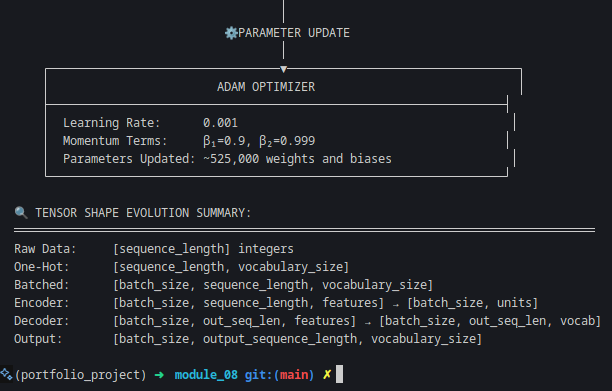 ⚙️PARAMETER UPDATE
ADAM OPTIMIZER
Learning Rate: 0.001
Momentum Terms: β₁=0.9, β₂=0.999
Parameters Updated: ~525,000 weights and biases
🔍 TENSOR SHAPE EVOLUTION SUMMARY:
Raw Data: [sequence_length] integers
One-Hot: [sequence_length, vocabulary_size]
Batched: [batch_size, sequence_length, vocabulary_size]
Encoder: [batch_size, sequence_length, features] → [batch_size, units]
Decoder: [batch_size, out_seq_len, features] → [batch_size, out_seq_len, vocab]
Output: [batch_size, output_sequence_length, vocabulary_size]
(portfolio_project) ➜ module_08 git:(main) ✗